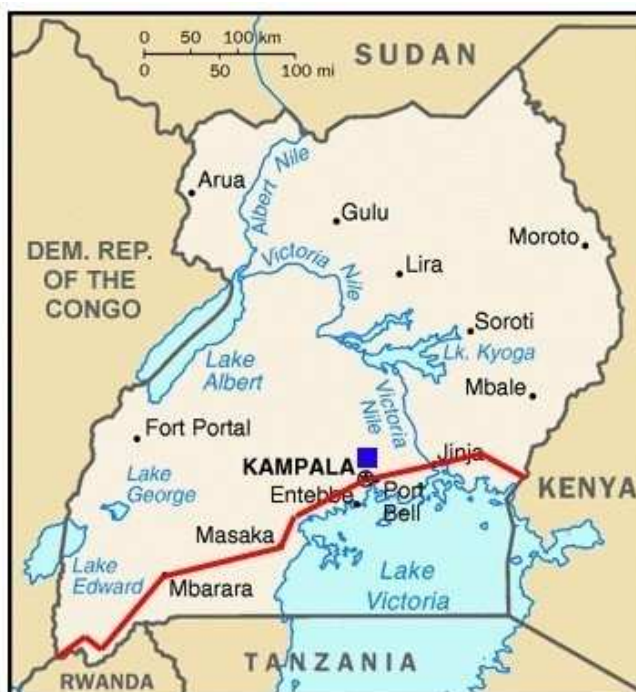 0 50 100 km
0 50 100 mi
SUDAN
Arua
Albert Nile
Gulu
Moroto
DEM. REP.
OF THE
CONGO
Victoria
Nile
Lira
Soroti
Lk. Kyoga
Lake
Albert
Mbale
Victoria
Nile
Fort Portal
Jinja
KAMPALA
Lake
George
Entebbe
Port
Bell
KENYA
Masaka
Lake
Edward
Mbarara
Lake
Victoria
RWANDA
TANZANIA